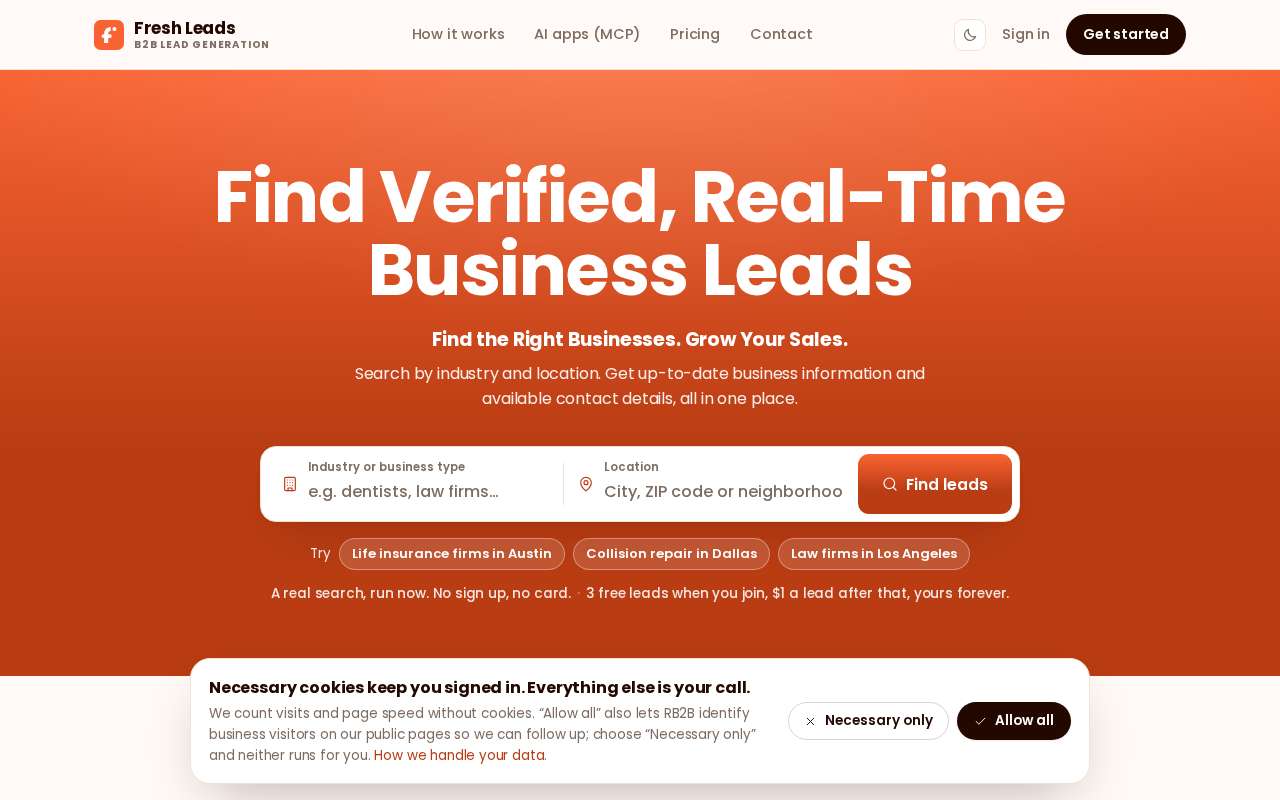 Fresh Leads
B2B LEAD GENERATION
How it works
AI apps (MCP)
Pricing
Contact
Sign in
Get started
Find Verified, Real-Time
Business Leads
Find the Right Businesses. Grow Your Sales.
Search by industry and location. Get up-to-date business information and
available contact details, all in one place.
Industry or business type
e.g. dentists, law firms…
Location
City, ZIP code or neighborhoo
Find leads
Try
Life insurance firms in Austin
Collision repair in Dallas
Law firms in Los Angeles
A real search, run now. No sign up, no card. · 3 free leads when you join, $1 a lead after that, yours forever.
Necessary cookies keep you signed in. Everything else is your call.
We count visits and page speed without cookies. “Allow all” also lets RB2B identify
business visitors on our public pages so we can follow up; choose “Necessary only”
and neither runs for you. How we handle your data.
Necessary only
Allow all